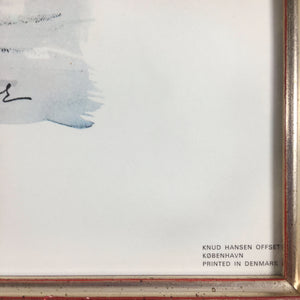 KNUD HANSEN OFFSET
KØBENHAVN
PRINTED IN DENMARK